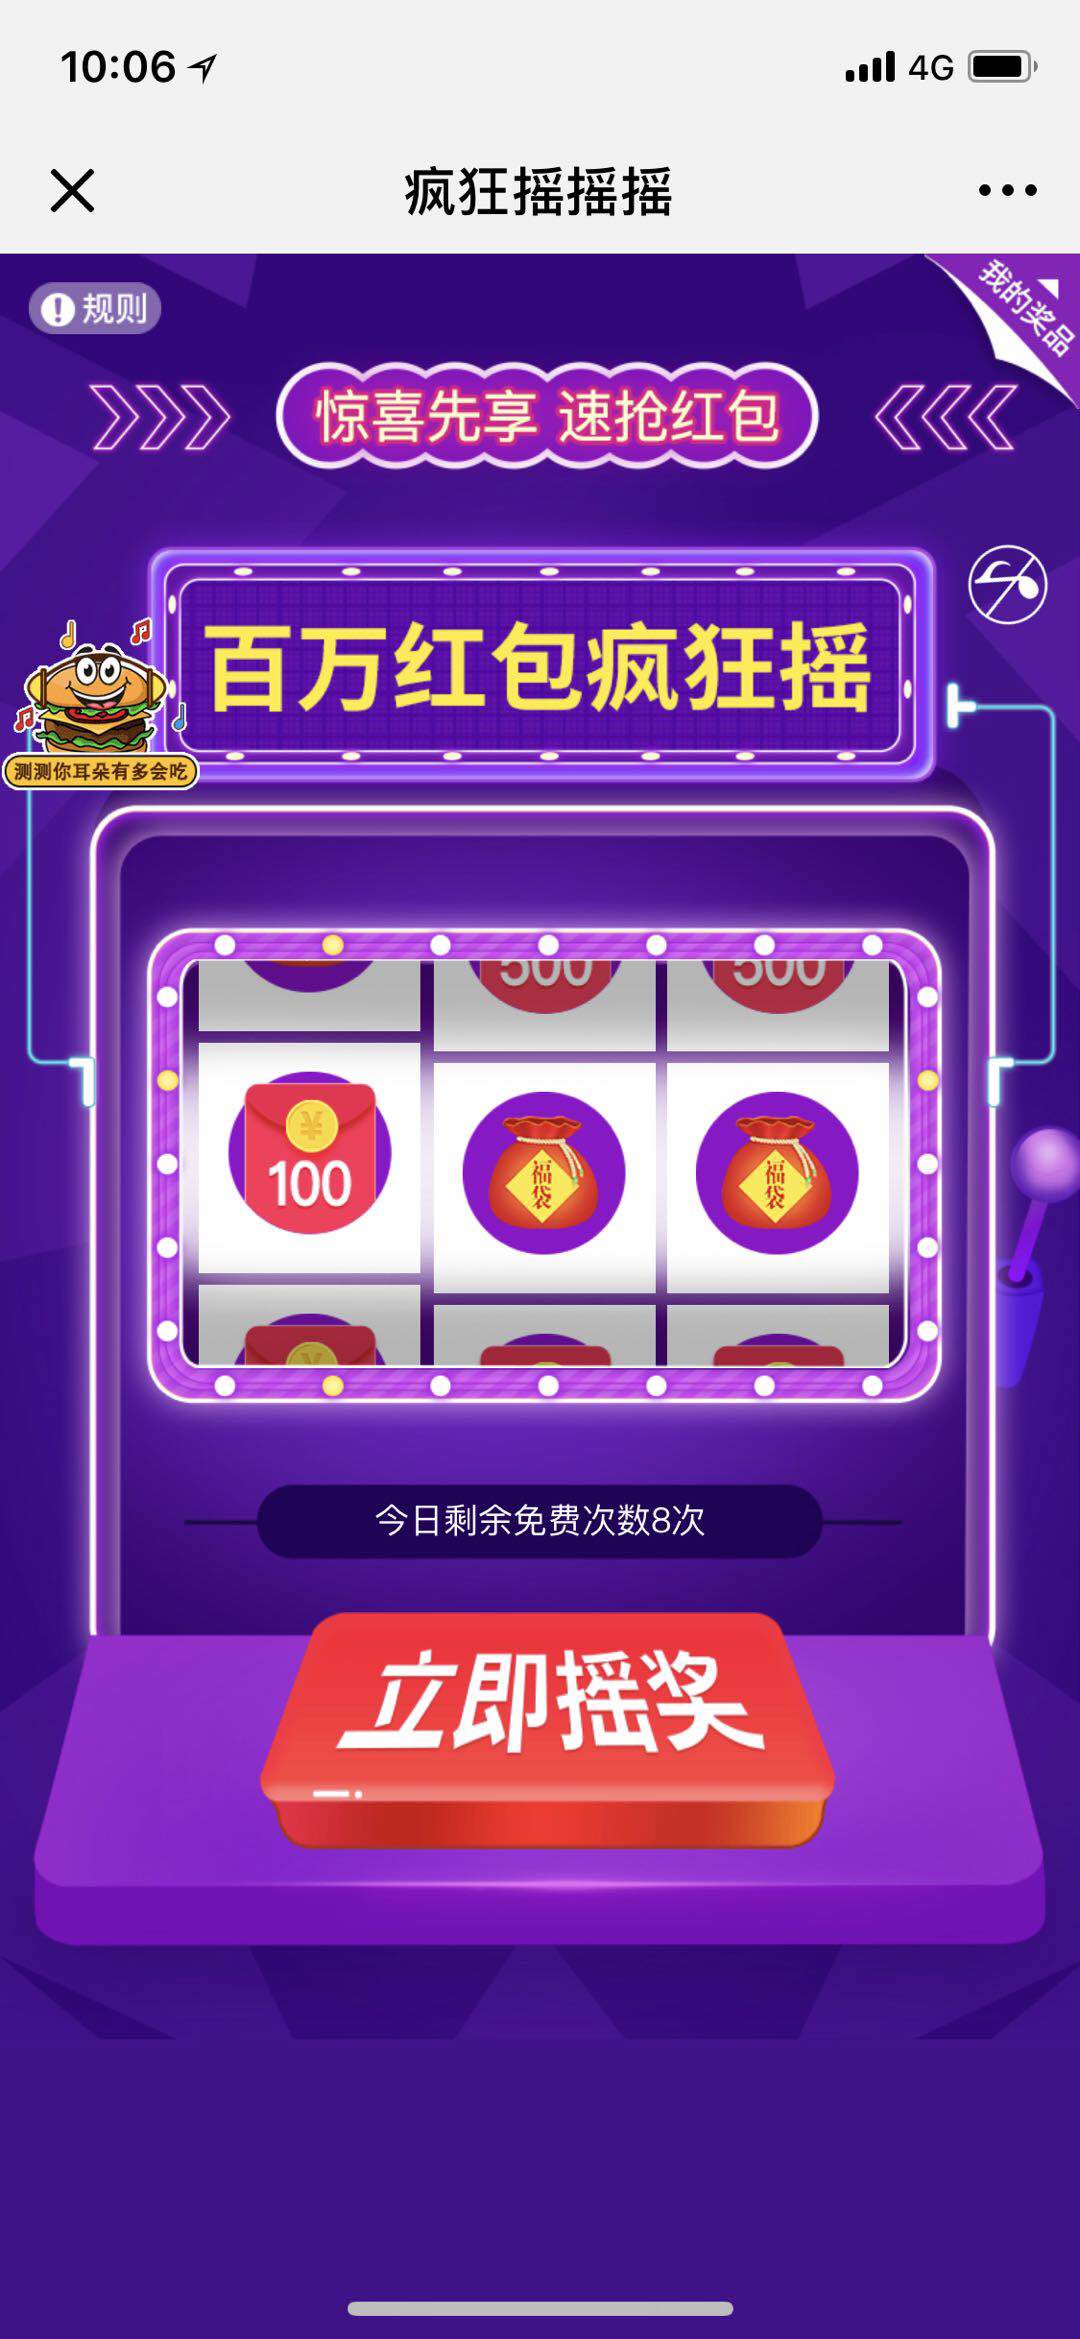 10:06
4G
疯狂摇摇摇
规则
我的奖品
惊喜先享 速抢红包
百万红包疯狂摇
测测你耳朵有多会吃
500
500
¥
100
福袋
福袋
¥
今日剩余免费次数8次
立即摇奖